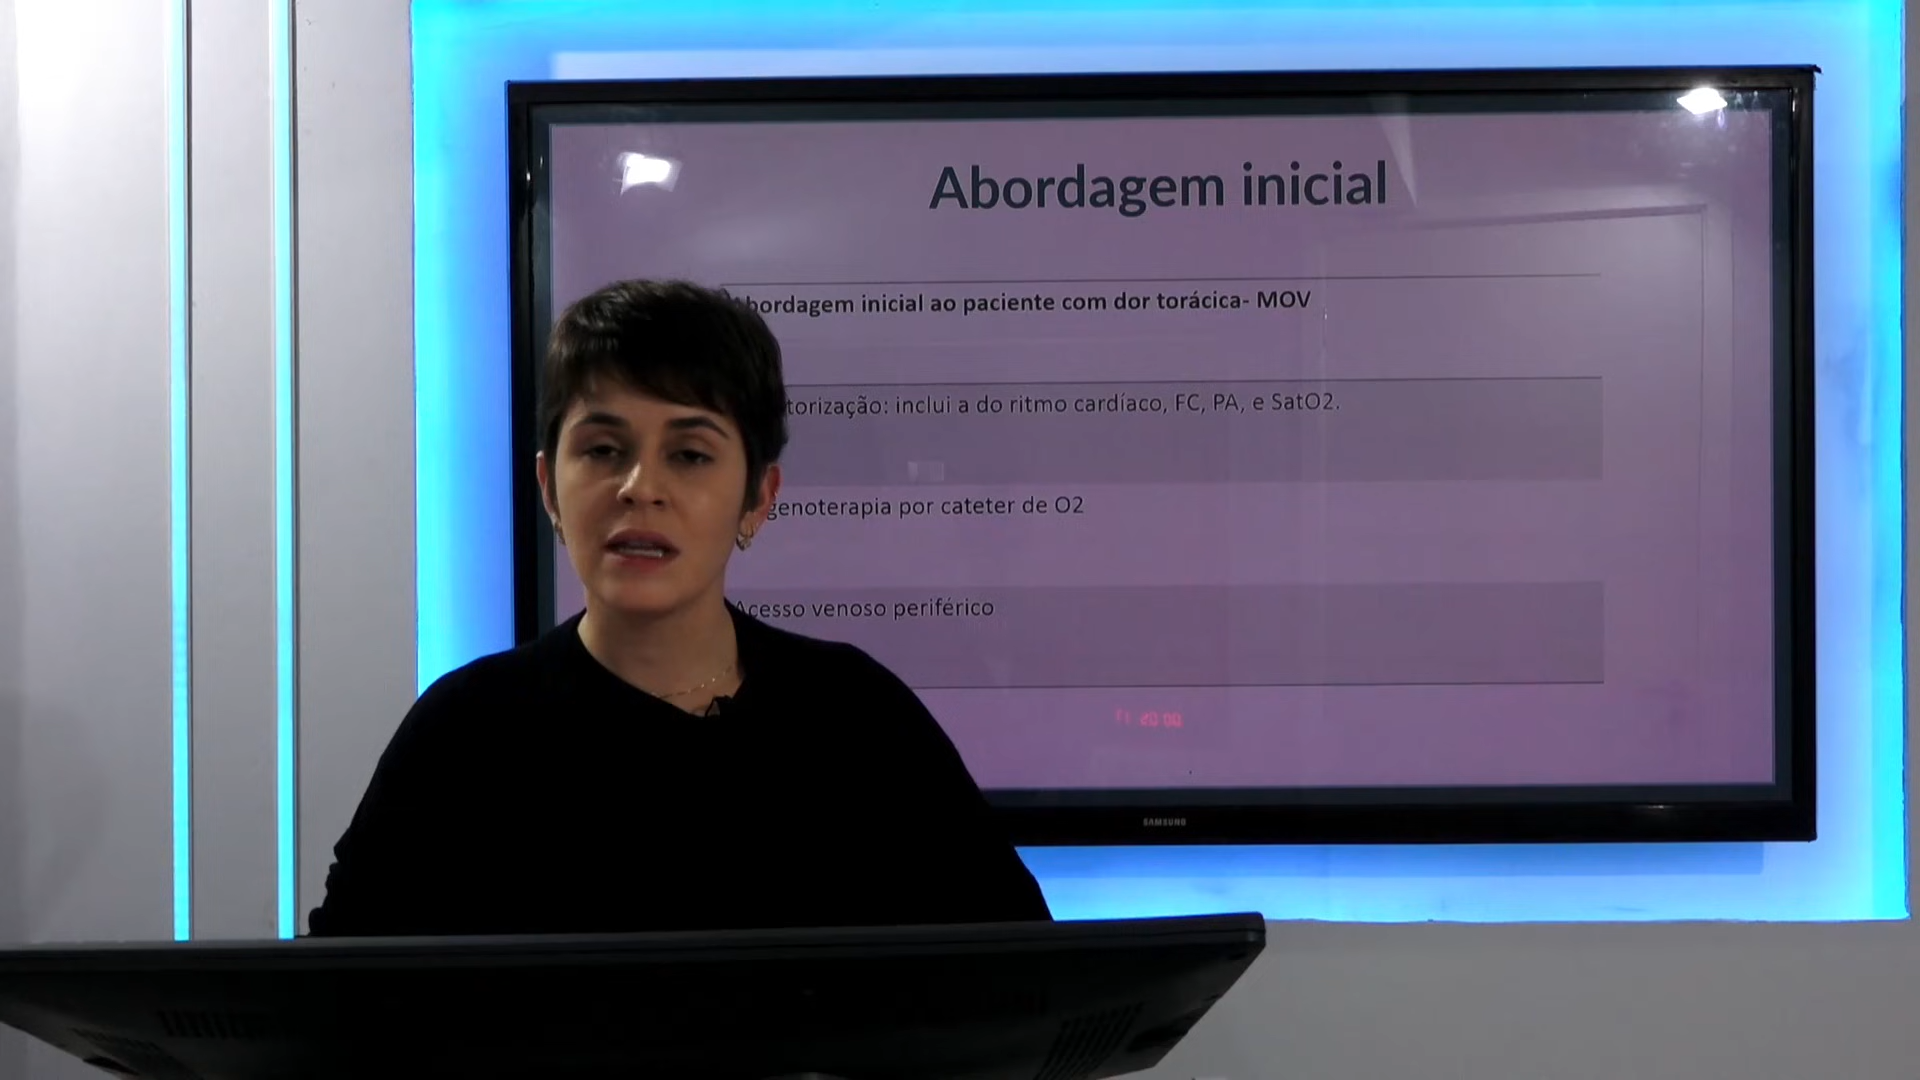 Abordagem inicial
bordagem inicial ao paciente com dor torácica- MOV
torização: inclui a do ritmo cardíaco, FC, PA, e SatO2.
genoterapia por cateter de O2
Acesso venoso periférico
SAMSUNG